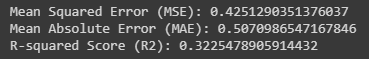 Mean Squared Error (MSE): 0.4251290351376037
Mean Absolute Error (MAE): 0.5070986547167846
R-squared Score (R2): 0.3225478905914432